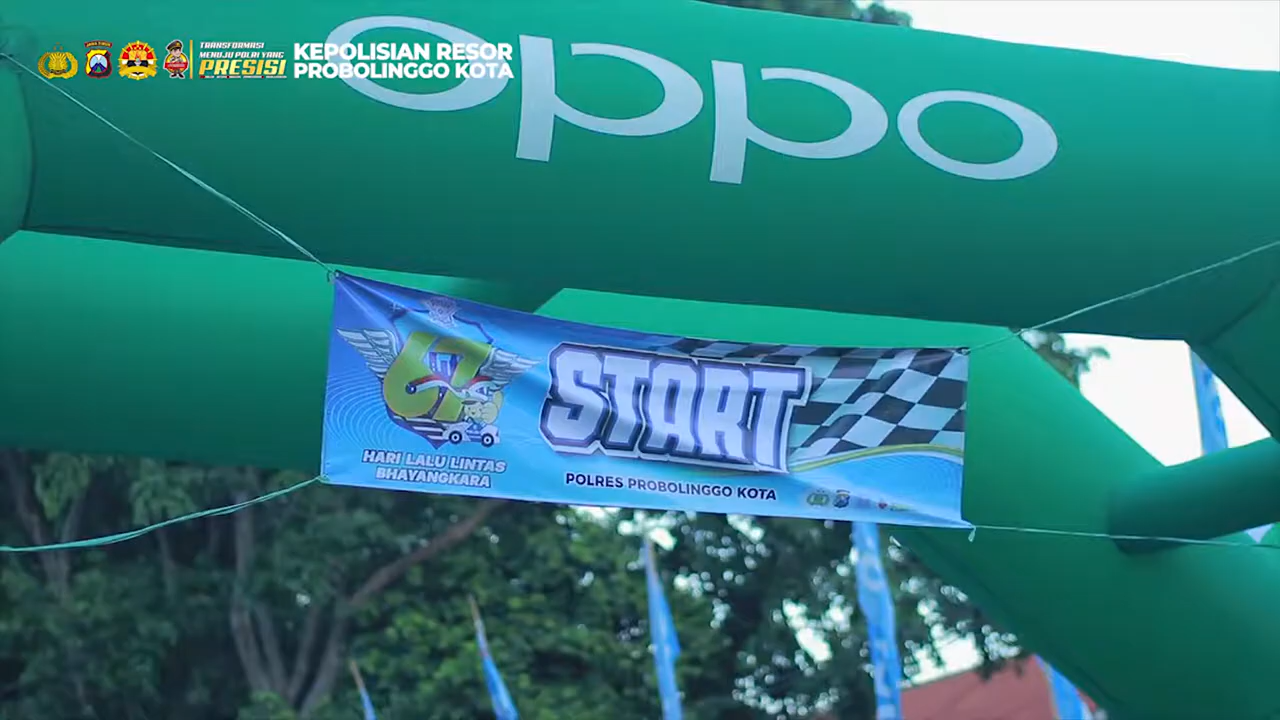 TRANSFORMASI
MENUJU POLRI YANG
PRESISI
KEPOLISIAN RESOR
PROBOLINGGO KOTA
oppo
67
START
HARI LALU LINTAS
BHAYANGKARA
POLRES PROBOLINGGO KOTA